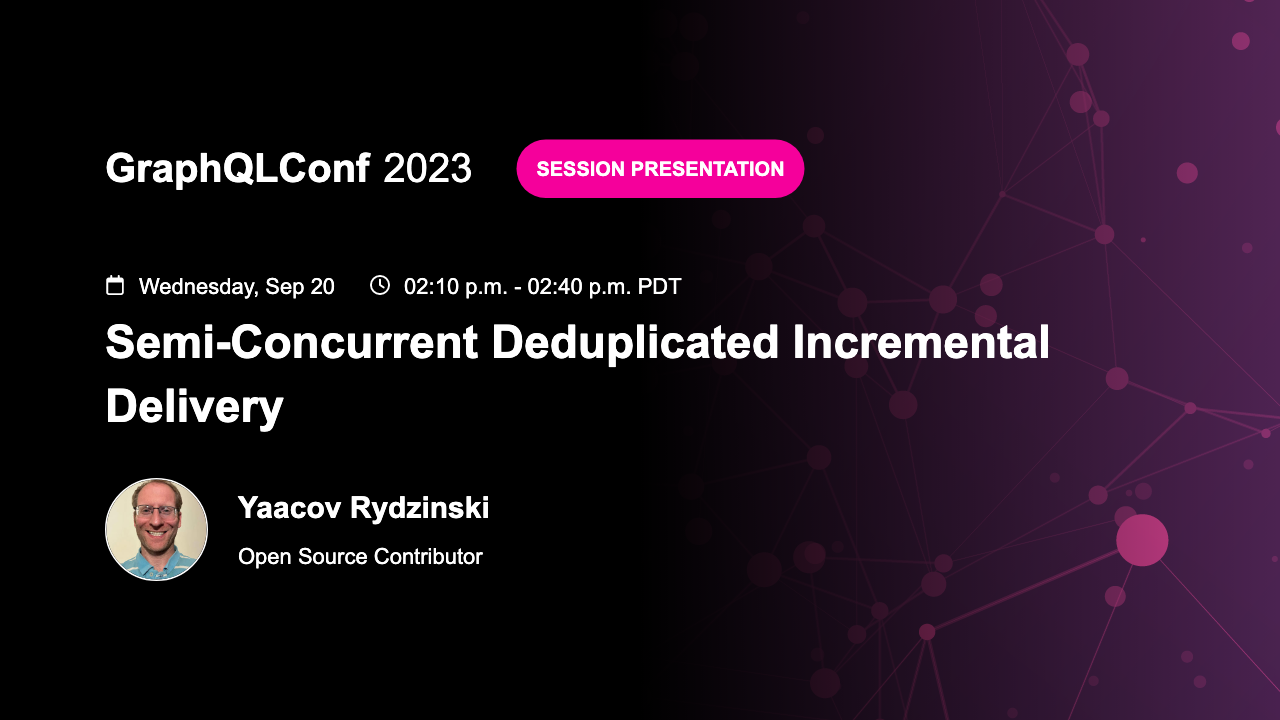 GraphQLConf 2023
SESSION PRESENTATION
Wednesday, Sep 20 02:10 p.m. - 02:40 p.m. PDT
Semi-Concurrent Deduplicated Incremental
Delivery
Yaacov Rydzinski
Open Source Contributor